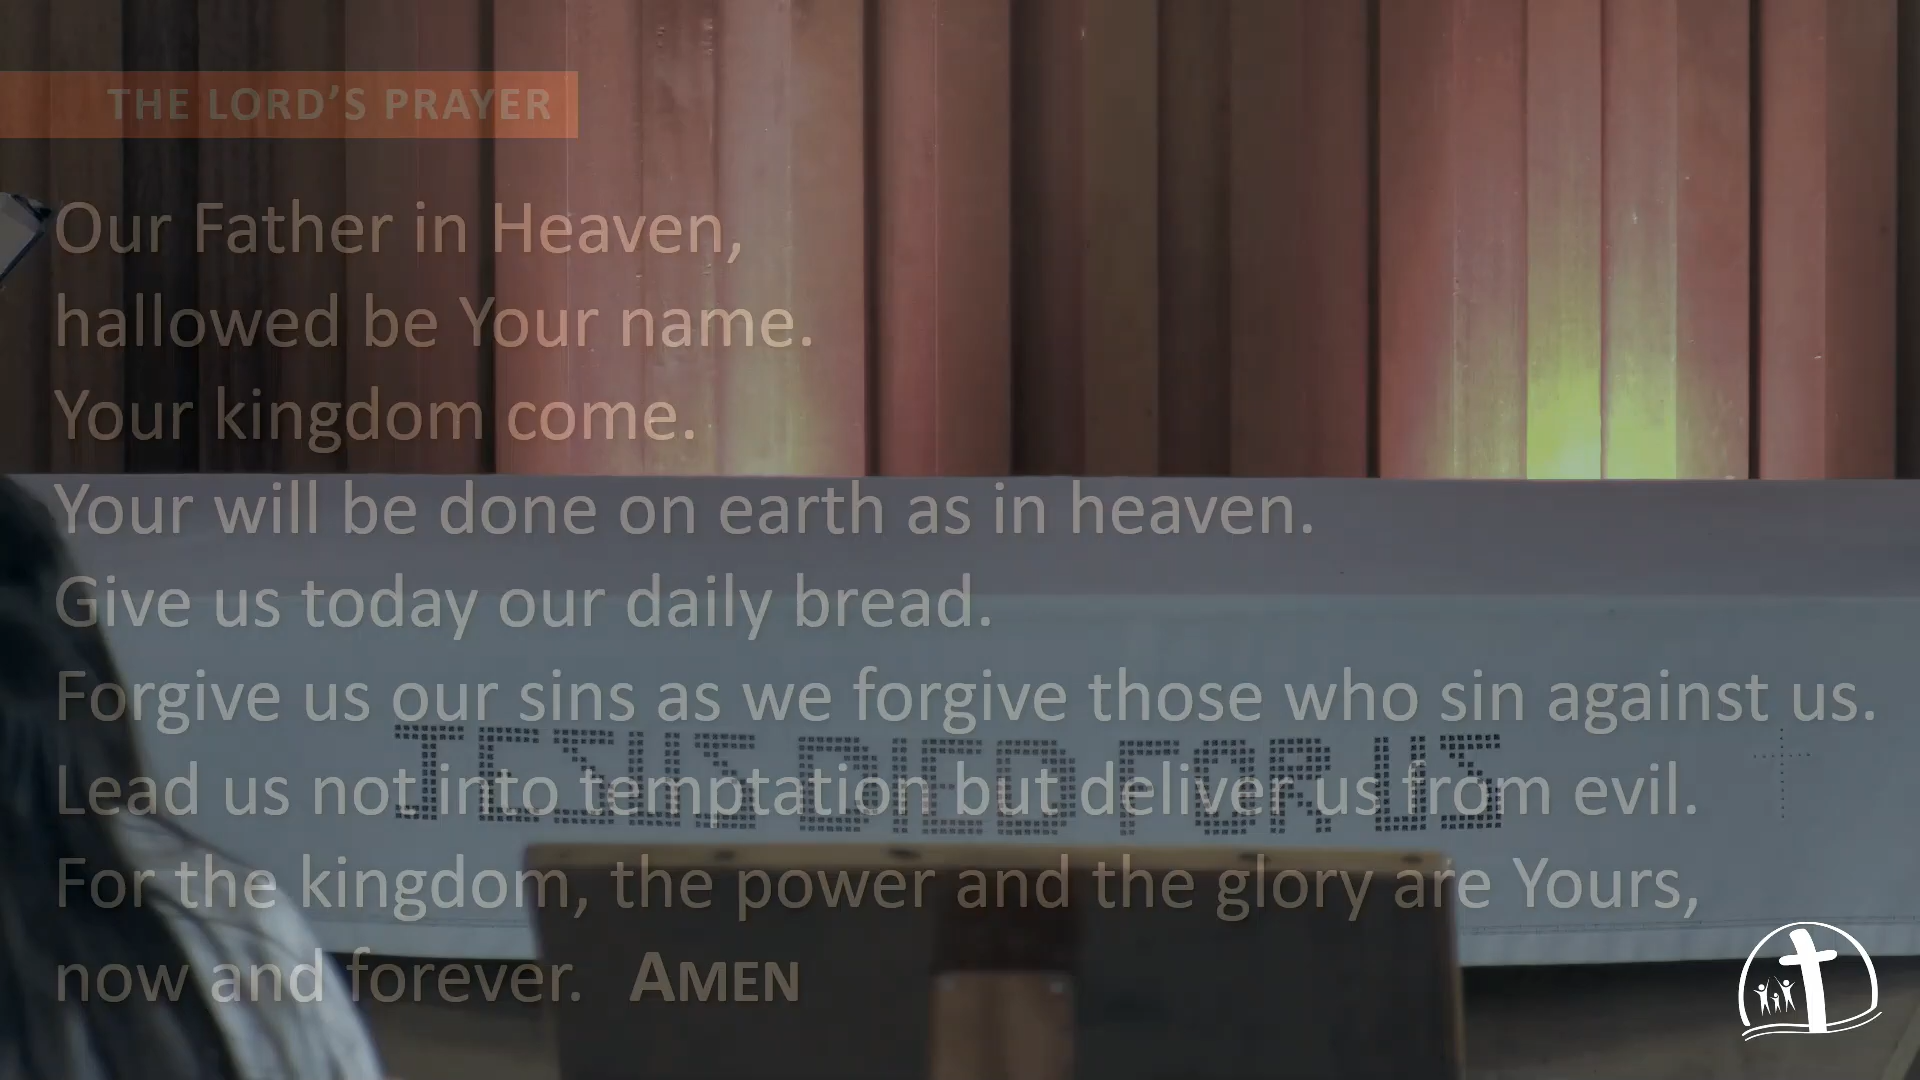 THE LORD’S PRAYER
Our Father in Heaven,
hallowed be Your name.
Your kingdom come.
Your will be done on earth as in heaven.
Give us today our daily bread.
Forgive us our sins as we forgive those who sin against us.
JESUS DIED FOR US
Lead us not into temptation but deliver us from evil.
For the kingdom, the power and the glory are Yours,
now and forever. AMEN